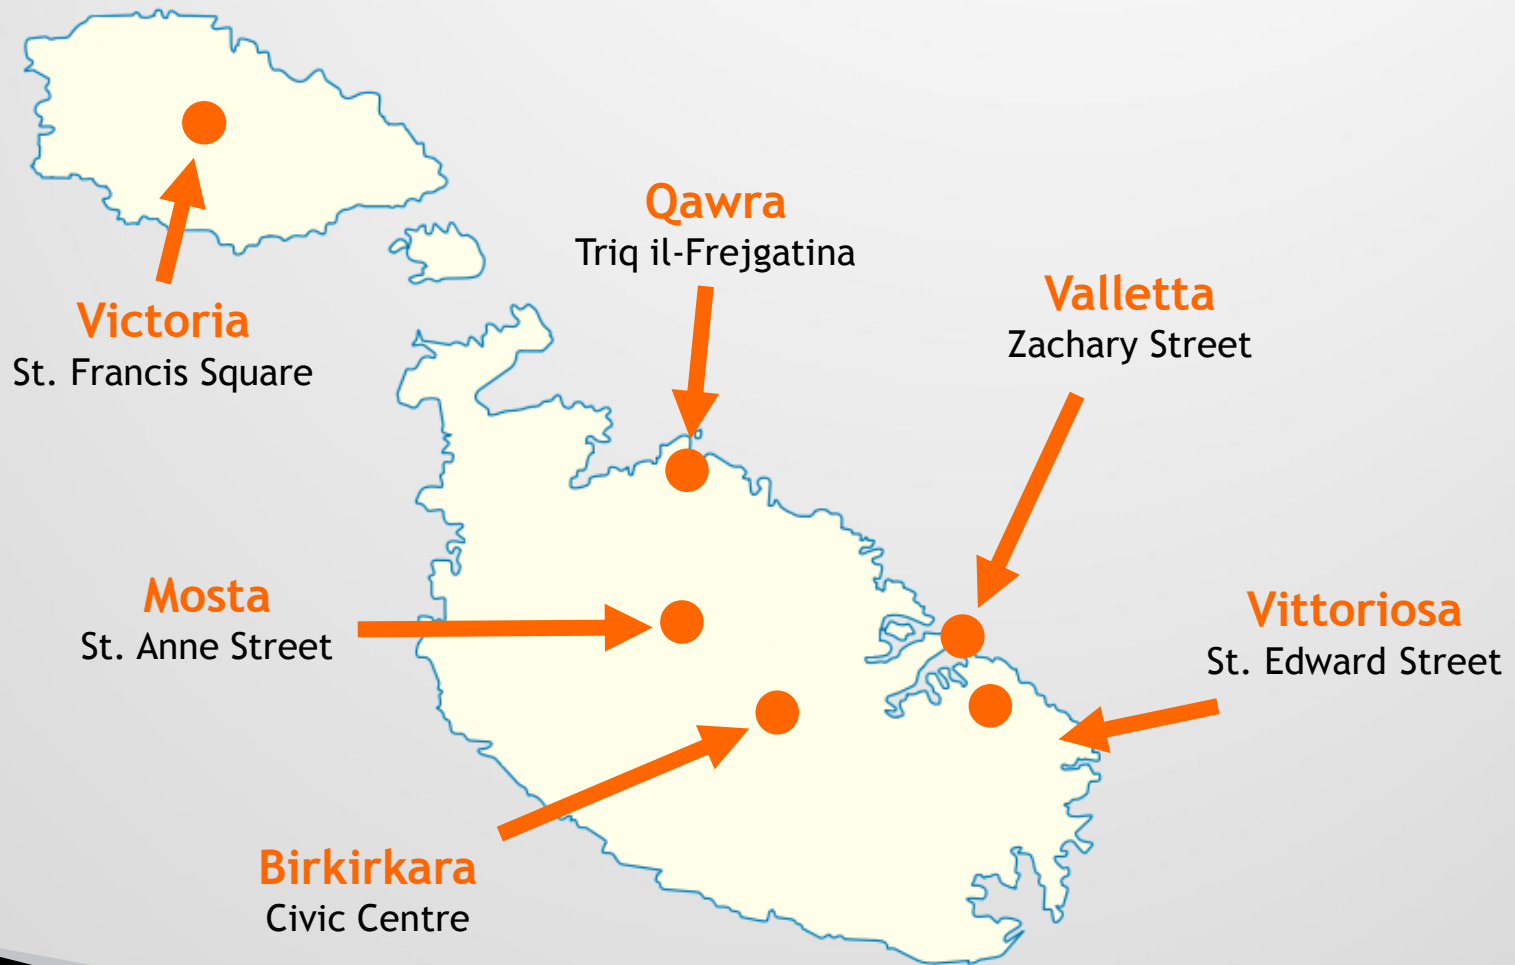 Qawra
Triq il-Frejgatina
Valletta
Zachary Street
Victoria
St. Francis Square
Mosta
St. Anne Street
Vittoriosa
St. Edward Street
Birkirkara
Civic Centre